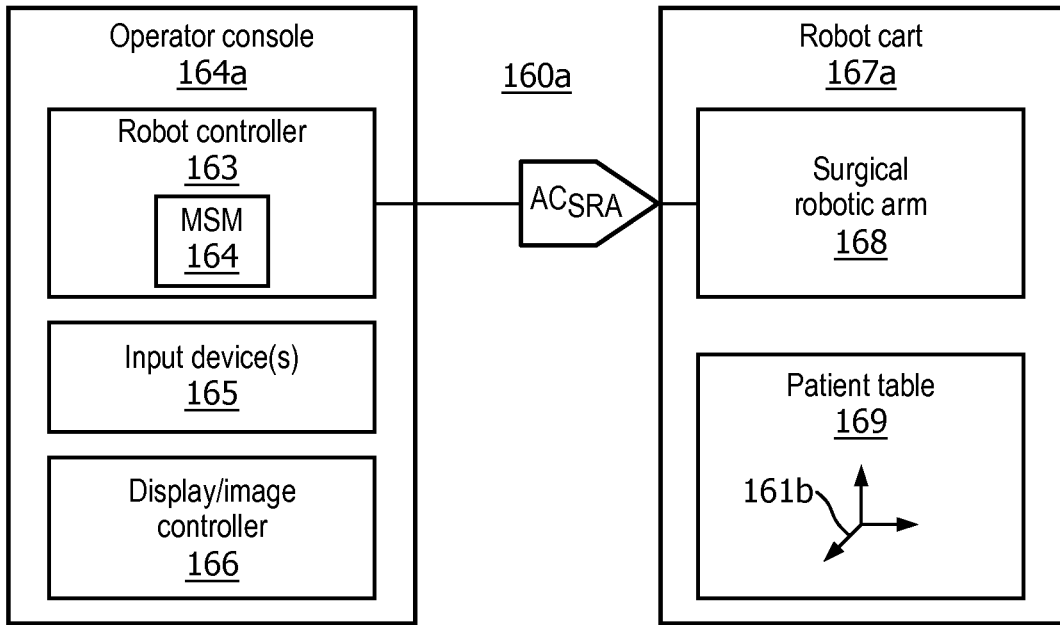 Operator console
164a
Robot controller
163
MSM
164
Input device(s)
165
Display/image
controller
166
160a
ACSRA
Robot cart
167a
Surgical
robotic arm
168
Patient table
169
161b